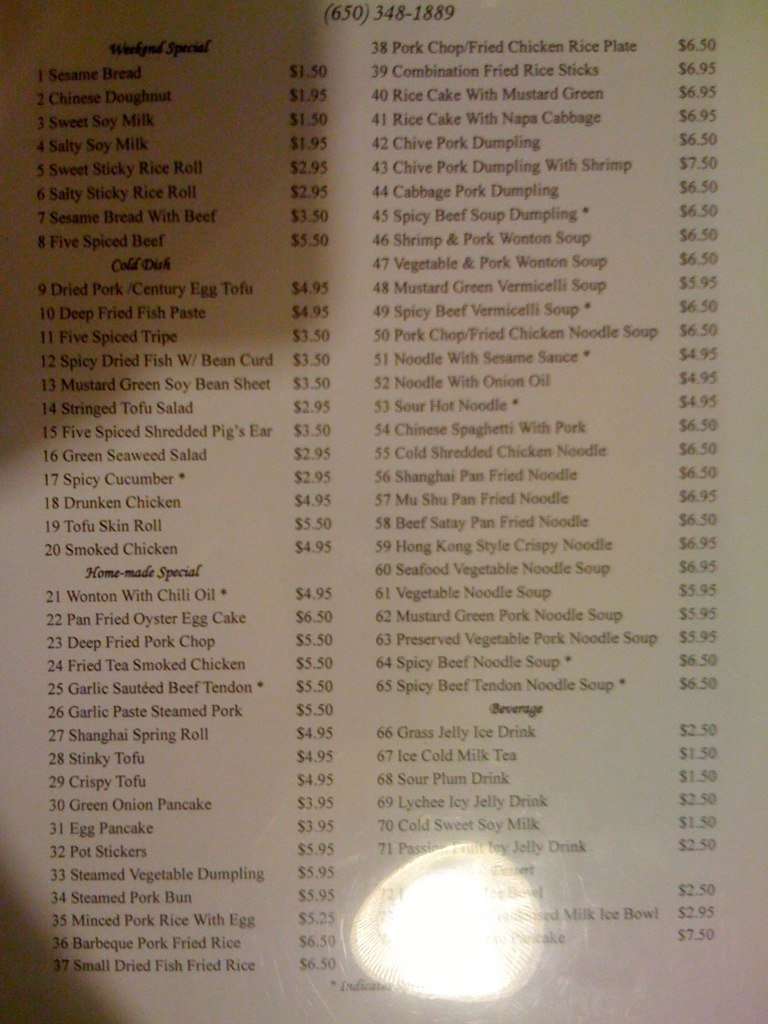 (650) 348-1889
Weekend Special
1 Sesame Bread $1.50
2 Chinese Doughnut $1.95
3 Sweet Soy Milk $1.50
4 Salty Soy Milk $1.95
5 Sweet Sticky Rice Roll $2.95
6 Salty Sticky Rice Roll $2.95
7 Sesame Bread With Beef $3.50
8 Five Spiced Beef $5.50
Cold Dish
9 Dried Pork /Century Egg Tofu $4.95
10 Deep Fried Fish Paste $4.95
11 Five Spiced Tripe $3.50
12 Spicy Dried Fish W/ Bean Curd $3.50
13 Mustard Green Soy Bean Sheet $3.50
14 Stringed Tofu Salad $2.95
15 Five Spiced Shredded Pig's Ear $3.50
16 Green Seaweed Salad $2.95
17 Spicy Cucumber * $2.95
18 Drunken Chicken $4.95
19 Tofu Skin Roll $5.50
20 Smoked Chicken $4.95
Home-made Special
21 Wonton With Chili Oil * $4.95
22 Pan Fried Oyster Egg Cake $6.50
23 Deep Fried Pork Chop $5.50
24 Fried Tea Smoked Chicken $5.50
25 Garlic Sautéed Beef Tendon * $5.50
26 Garlic Paste Steamed Pork $5.50
27 Shanghai Spring Roll $4.95
28 Stinky Tofu $4.95
29 Crispy Tofu $4.95
30 Green Onion Pancake $3.95
31 Egg Pancake $3.95
32 Pot Stickers $5.95
33 Steamed Vegetable Dumpling $5.95
34 Steamed Pork Bun $5.95
35 Minced Pork Rice With Egg $5.25
36 Barbeque Pork Fried Rice $6.50
37 Small Dried Fish Fried Rice $6.50
38 Pork Chop/Fried Chicken Rice Plate $6.50
39 Combination Fried Rice Sticks $6.95
40 Rice Cake With Mustard Green $6.95
41 Rice Cake With Napa Cabbage $6.95
42 Chive Pork Dumpling $6.50
43 Chive Pork Dumpling With Shrimp $7.50
44 Cabbage Pork Dumpling $6.50
45 Spicy Beef Soup Dumpling * $6.50
46 Shrimp & Pork Wonton Soup $6.50
47 Vegetable & Pork Wonton Soup $6.50
48 Mustard Green Vermicelli Soup $5.95
49 Spicy Beef Vermicelli Soup * $6.50
50 Pork Chop/Fried Chicken Noodle Soup $6.50
51 Noodle With Sesame Sauce * $4.95
52 Noodle With Onion Oil $4.95
53 Sour Hot Noodle * $4.95
54 Chinese Spaghetti With Pork $6.50
55 Cold Shredded Chicken Noodle $6.50
56 Shanghai Pan Fried Noodle $6.50
57 Mu Shu Pan Fried Noodle $6.95
58 Beef Satay Pan Fried Noodle $6.50
59 Hong Kong Style Crispy Noodle $6.95
60 Seafood Vegetable Noodle Soup $6.95
61 Vegetable Noodle Soup $5.95
62 Mustard Green Pork Noodle Soup $5.95
63 Preserved Vegetable Pork Noodle Soup $5.95
64 Spicy Beef Noodle Soup * $6.50
65 Spicy Beef Tendon Noodle Soup * $6.50
Beverage
66 Grass Jelly Ice Drink $2.50
67 Ice Cold Milk Tea $1.50
68 Sour Plum Drink $1.50
69 Lychee Icy Jelly Drink $2.50
70 Cold Sweet Soy Milk $1.50
71 Passion Fruit Icy Jelly Drink $2.50
Dessert
72 Bowl $2.50
Milk Ice Bowl $2.95
Pancake $7.50
* Indicates